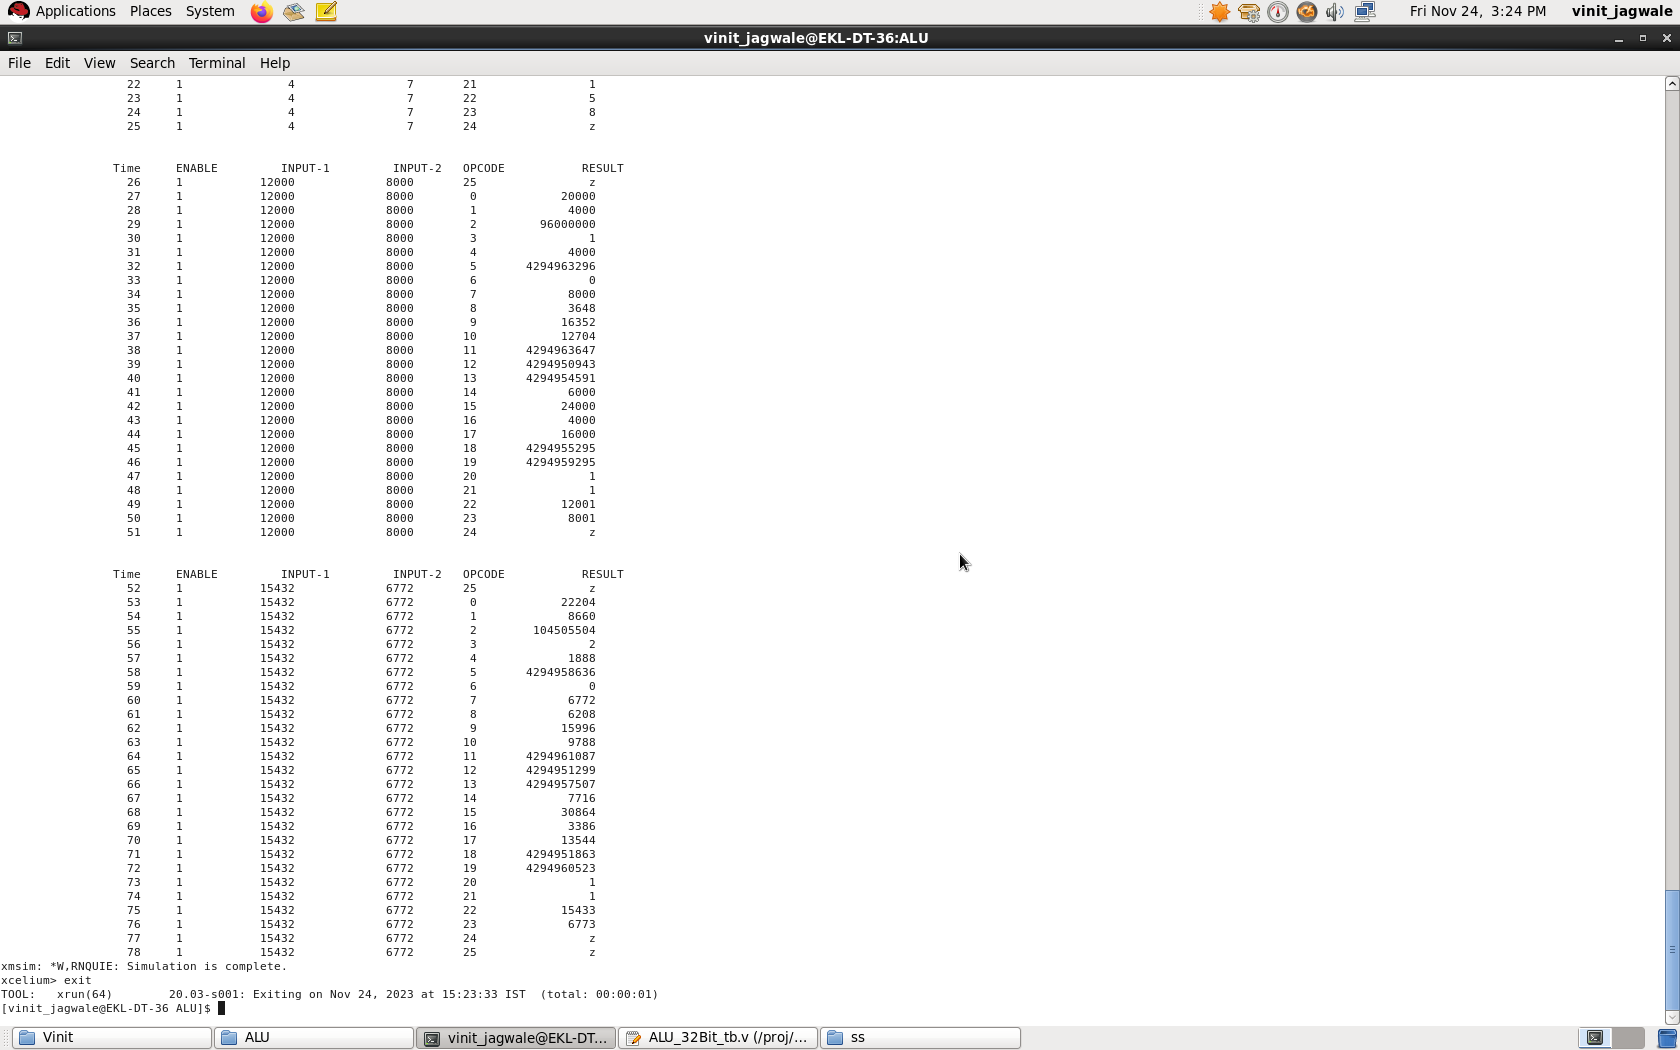 Applications Places System Fri Nov 24, 3:24 PM vinit_jagwale
vinit_jagwale@EKL-DT-36:ALU
File Edit View Search Terminal Help
22 1 4 7 21 1
23 1 4 7 22 5
24 1 4 7 23 8
25 1 4 7 24 z
Time ENABLE INPUT-1 INPUT-2 OPCODE RESULT
26 1 12000 8000 25 z
27 1 12000 8000 0 20000
28 1 12000 8000 1 4000
29 1 12000 8000 2 96000000
30 1 12000 8000 3 1
31 1 12000 8000 4 4000
32 1 12000 8000 5 4294963296
33 1 12000 8000 6 0
34 1 12000 8000 7 8000
35 1 12000 8000 8 3648
36 1 12000 8000 9 16352
37 1 12000 8000 10 12704
38 1 12000 8000 11 4294963647
39 1 12000 8000 12 4294950943
40 1 12000 8000 13 4294954591
41 1 12000 8000 14 6000
42 1 12000 8000 15 24000
43 1 12000 8000 16 4000
44 1 12000 8000 17 16000
45 1 12000 8000 18 4294955295
46 1 12000 8000 19 4294959295
47 1 12000 8000 20 1
48 1 12000 8000 21 1
49 1 12000 8000 22 12001
50 1 12000 8000 23 8001
51 1 12000 8000 24 z
Time ENABLE INPUT-1 INPUT-2 OPCODE RESULT
52 1 15432 6772 25 z
53 1 15432 6772 0 22204
54 1 15432 6772 1 8660
55 1 15432 6772 2 104505504
56 1 15432 6772 3 2
57 1 15432 6772 4 1888
58 1 15432 6772 5 4294958636
59 1 15432 6772 6 0
60 1 15432 6772 7 6772
61 1 15432 6772 8 6208
62 1 15432 6772 9 15996
63 1 15432 6772 10 9788
64 1 15432 6772 11 4294961087
65 1 15432 6772 12 4294951299
66 1 15432 6772 13 4294957507
67 1 15432 6772 14 7716
68 1 15432 6772 15 30864
69 1 15432 6772 16 3386
70 1 15432 6772 17 13544
71 1 15432 6772 18 4294951863
72 1 15432 6772 19 4294960523
73 1 15432 6772 20 1
74 1 15432 6772 21 1
75 1 15432 6772 22 15433
76 1 15432 6772 23 6773
77 1 15432 6772 24 z
78 1 15432 6772 25 z
xmsim: *W,RNQUIE: Simulation is complete.
xcelium> exit
TOOL: xrun(64) 20.03-s001: Exiting on Nov 24, 2023 at 15:23:33 IST (total: 00:00:01)
[vinit_jagwale@EKL-DT-36 ALU]$
Vinit ALU vinit_jagwale@EKL-DT... ALU_32Bit_tb.v (/proj/... ss